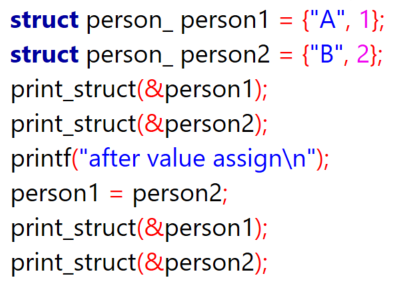 struct person_ person1 = {"A", 1};
struct person_ person2 = {"B", 2};
print_struct(&person1);
print_struct(&person2);
printf("after value assign\n");
person1 = person2;
print_struct(&person1);
print_struct(&person2);